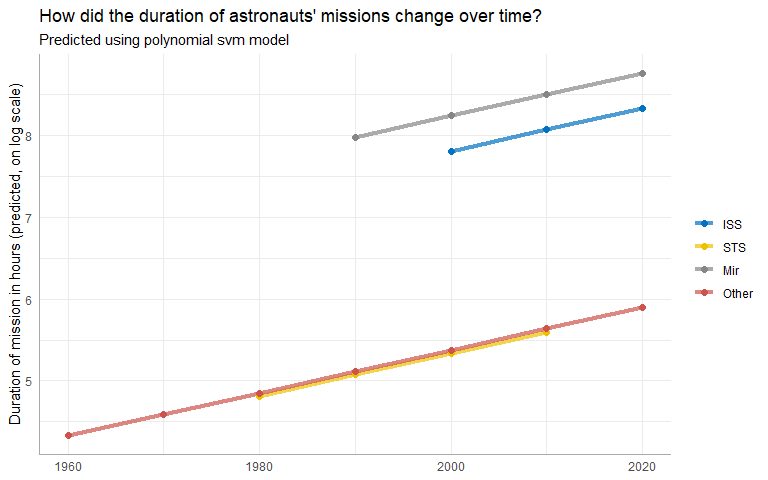 How did the duration of astronauts' missions change over time?
Predicted using polynomial svm model
Duration of mission in hours (predicted, on log scale)
8
7
6
5
1960
1980
2000
2020
ISS
STS
Mir
Other